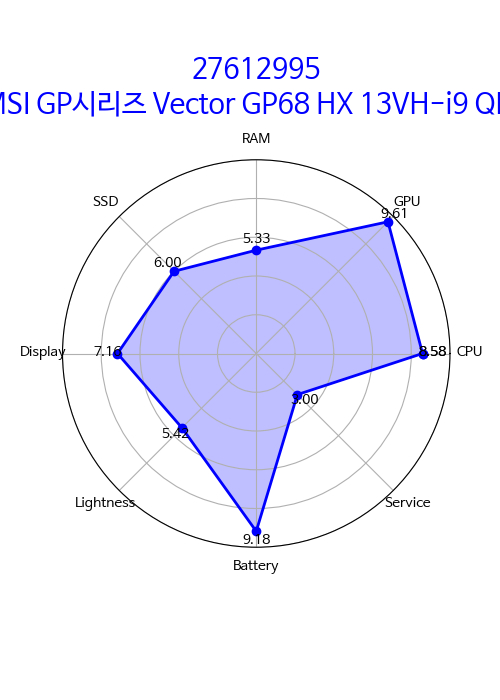 27612995
MSI GP시리즈 Vector GP68 HX 13VH-i9
RAM
SSD
GPU
9.61
5.33
6.00
Display
7.16
8.58
CPU
3.00
5.42
Lightness
Service
9.18
Battery